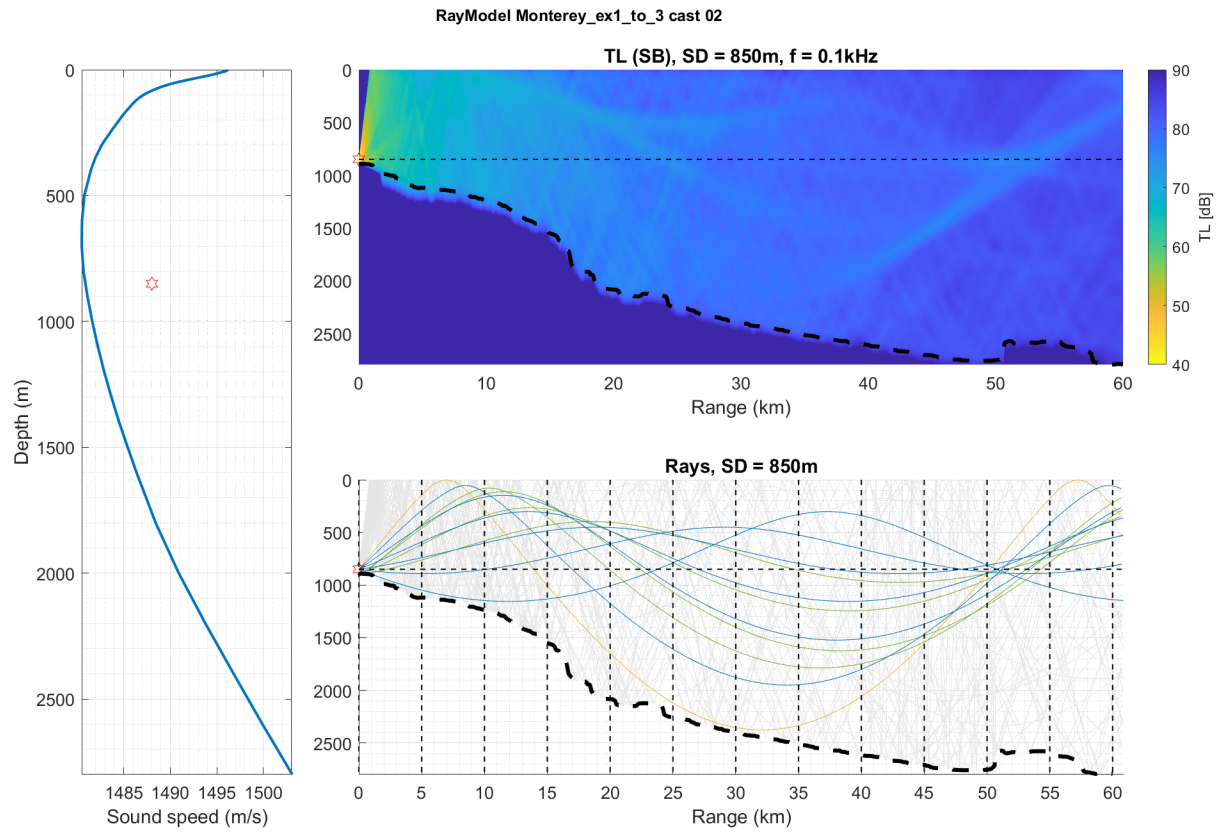 RayModel Monterey_ex1_to_3 cast 02
TL (SB), SD = 850m, f = 0.1kHz
0
500
1000
1500
2000
2500
Depth (m)
1485 1490 1495 1500
Sound speed (m/s)
0
500
1000
1500
2000
2500
0 10 20 30 40 50 60
Range (km)
90
80
70
60
50
40
TL [dB]
Rays, SD = 850m
0
500
1000
1500
2000
2500
0 5 10 15 20 25 30 35 40 45 50 55 60
Range (km)